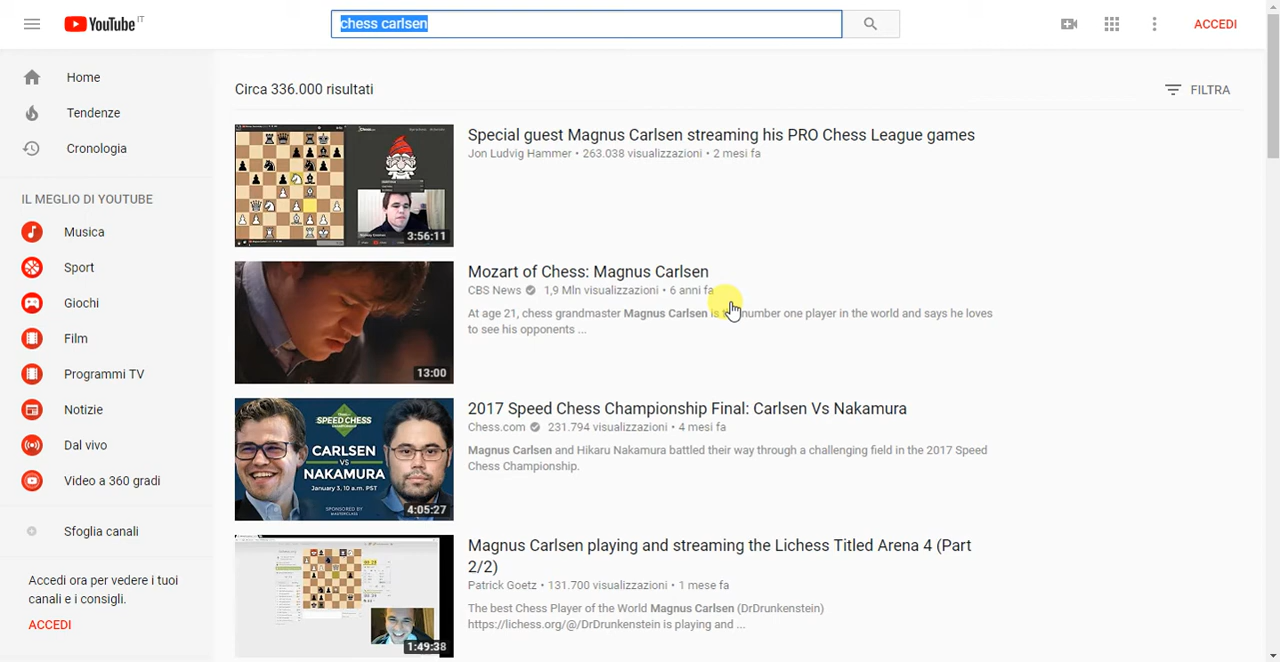 YouTube IT
chess carlsen
ACCEDI
Home
Tendenze
Cronologia
IL MEGLIO DI YOUTUBE
Musica
Sport
Giochi
Film
Programmi TV
Notizie
Dal vivo
Video a 360 gradi
Sfoglia canali
Accedi ora per vedere i tuoi
canali e i consigli.
ACCEDI
Circa 336.000 risultati
FILTRA
3:56:11
Special guest Magnus Carlsen streaming his PRO Chess League games
Jon Ludvig Hammer • 263.038 visualizzazioni • 2 mesi fa
13:00
Mozart of Chess: Magnus Carlsen
CBS News 1,9 Mln visualizzazioni • 6 anni fa
At age 21, chess grandmaster Magnus Carlsen is number one player in the world and says he loves
to see his opponents ...
SPEED CHESS
CHAMPIONSHIP
CARLSEN
VS
NAKAMURA
January 3, 10 a.m. PST
SPONSORED BY
MASTERCLASS
4:05:27
2017 Speed Chess Championship Final: Carlsen Vs Nakamura
Chess.com 231.794 visualizzazioni • 4 mesi fa
Magnus Carlsen and Hikaru Nakamura battled their way through a challenging field in the 2017 Speed
Chess Championship.
1:49:38
Magnus Carlsen playing and streaming the Lichess Titled Arena 4 (Part
2/2)
Patrick Goetz • 131.700 visualizzazioni • 1 mese fa
The best Chess Player of the World Magnus Carlsen (DrDrunkenstein)
https://lichess.org/@/DrDrunkenstein is playing and ...